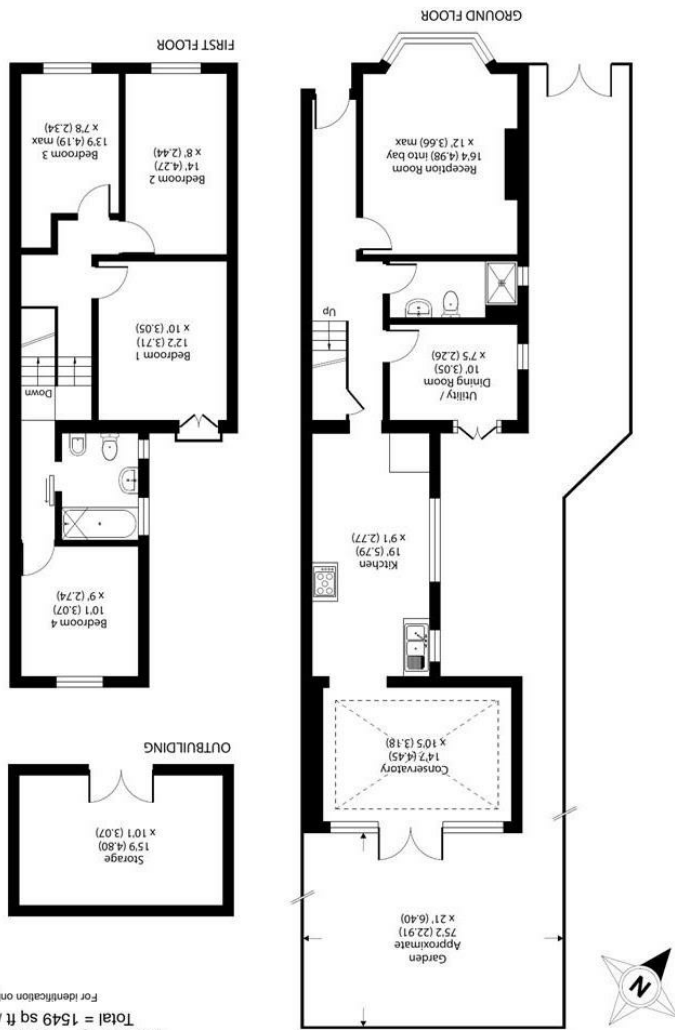 Total = 1549 sq ft /
For identification on
N
Garden
Approximate
75'2 (22.91)
x 21' (6.40)
Storage
15'9 (4.80)
x 10'1 (3.07)
OUTBUILDING
Conservatory
14'7 (4.45)
x 10'5 (3.18)
Kitchen
19' (5.79)
x 9'1 (2.77)
Utility /
Dining Room
10' (3.05)
x 7'5 (2.26)
Up
Reception Room
16'4 (4.98) into bay
x 12' (3.66) max
GROUND FLOOR
Bedroom 4
10'1 (3.07)
x 9' (2.74)
Down
Bedroom 1
12'2 (3.71)
x 10' (3.05)
Bedroom 2
14' (4.27)
x 8' (2.44)
Bedroom 3
13'9 (4.19) max
x 7'8 (2.34)
FIRST FLOOR